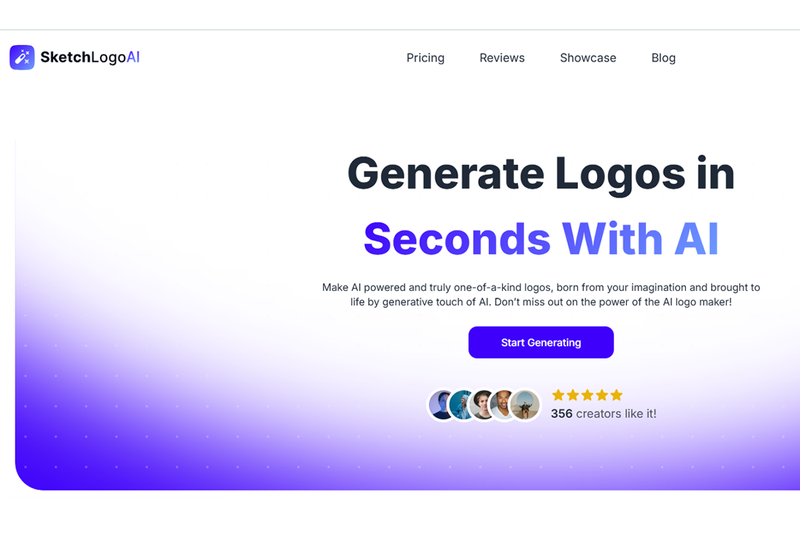 SketchLogoAI
Pricing
Reviews
Showcase
Blog
Generate Logos in
Seconds With AI
Make AI powered and truly one-of-a-kind logos, born from your imagination and brought to
life by generative touch of AI. Don't miss out on the power of the AI logo maker!
Start Generating
356 creators like it!